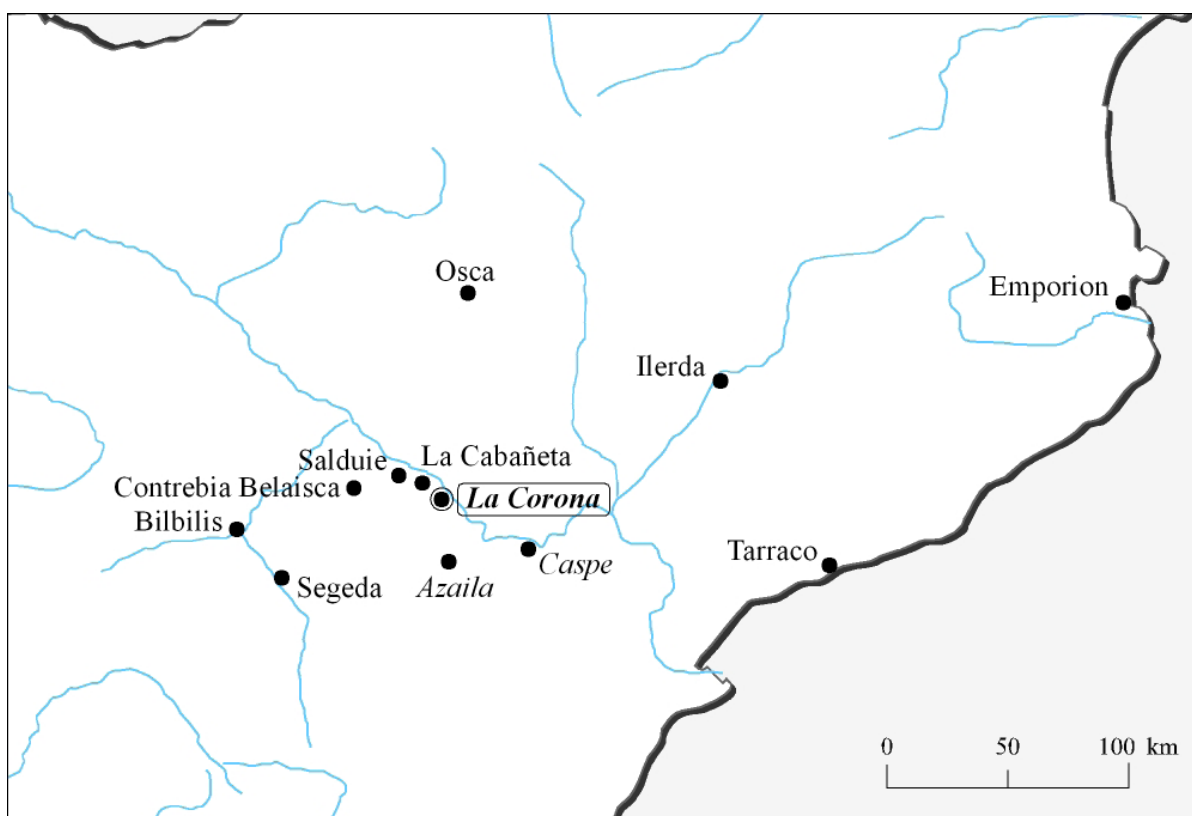 Osca
Emporion
Ilerda
La Cabañeta
Salduie
Contrebia Belaisca
La Corona
Bilbilis
Tarraco
Caspe
Segeda
Azaila
0 50 100 km